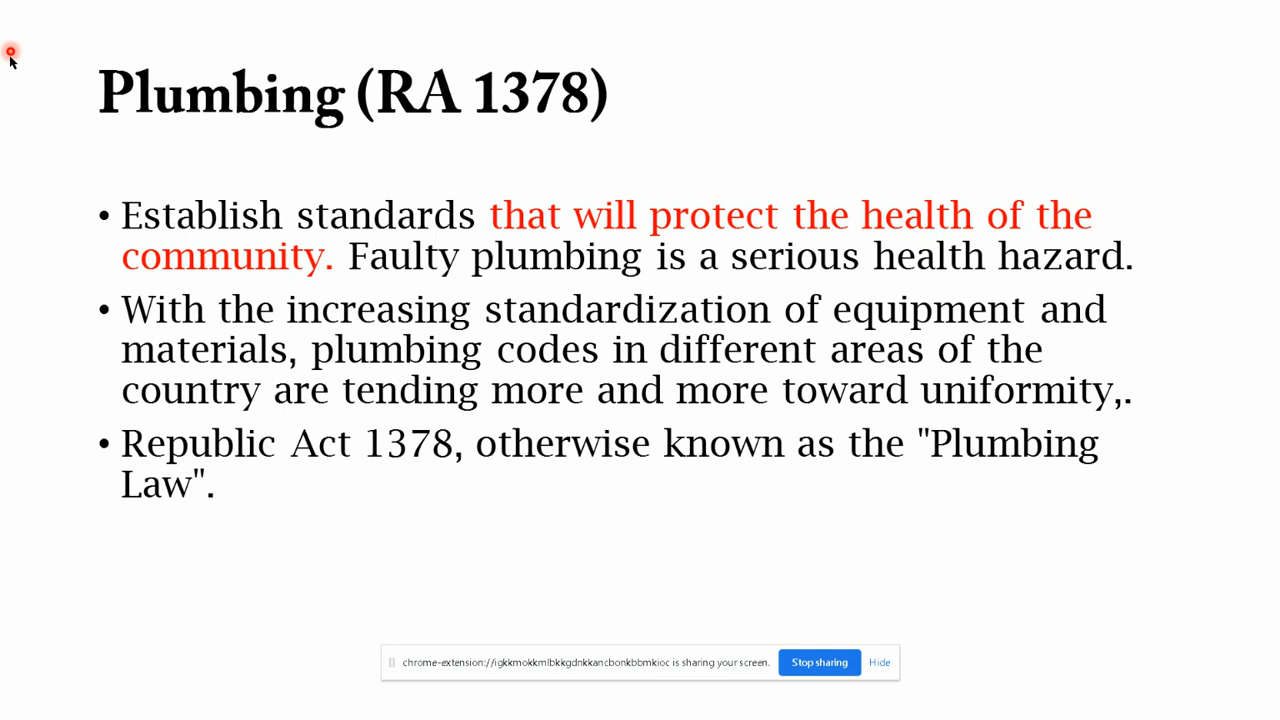 Plumbing (RA 1378)
• Establish standards that will protect the health of the
community. Faulty plumbing is a serious health hazard.
• With the increasing standardization of equipment and
materials, plumbing codes in different areas of the
country are tending more and more toward uniformity,.
• Republic Act 1378, otherwise known as the "Plumbing
Law".
chrome-extension://igkkmokkmlbkkgdnkkancbonkbbmkioc is sharing your screen. Stop sharing Hide